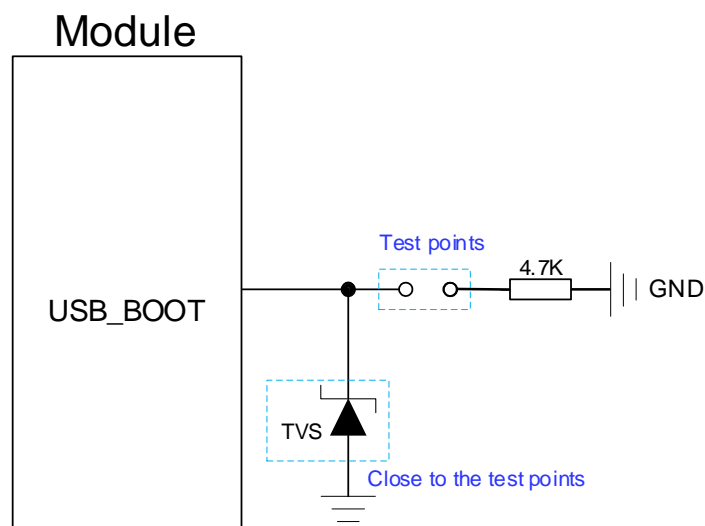 Module
Test points
4.7K
GND
USB_BOOT
TVS
Close to the test points